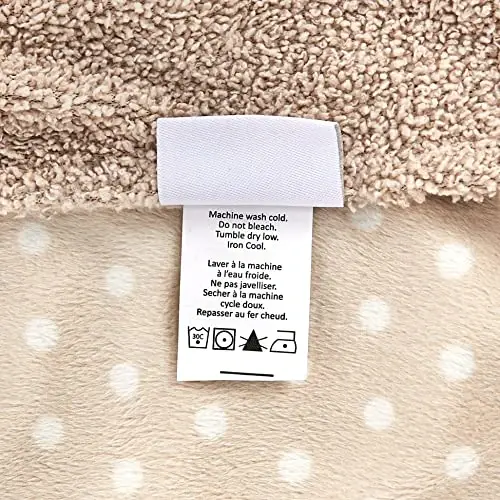 Machine wash cold.
Do not bleach.
Tumble dry low.
Iron Cool.
Laver à la machine
à l'eau froide.
Ne pas javelliser.
Secher à la machine
cycle doux.
Repasser au fer cheud.
30C